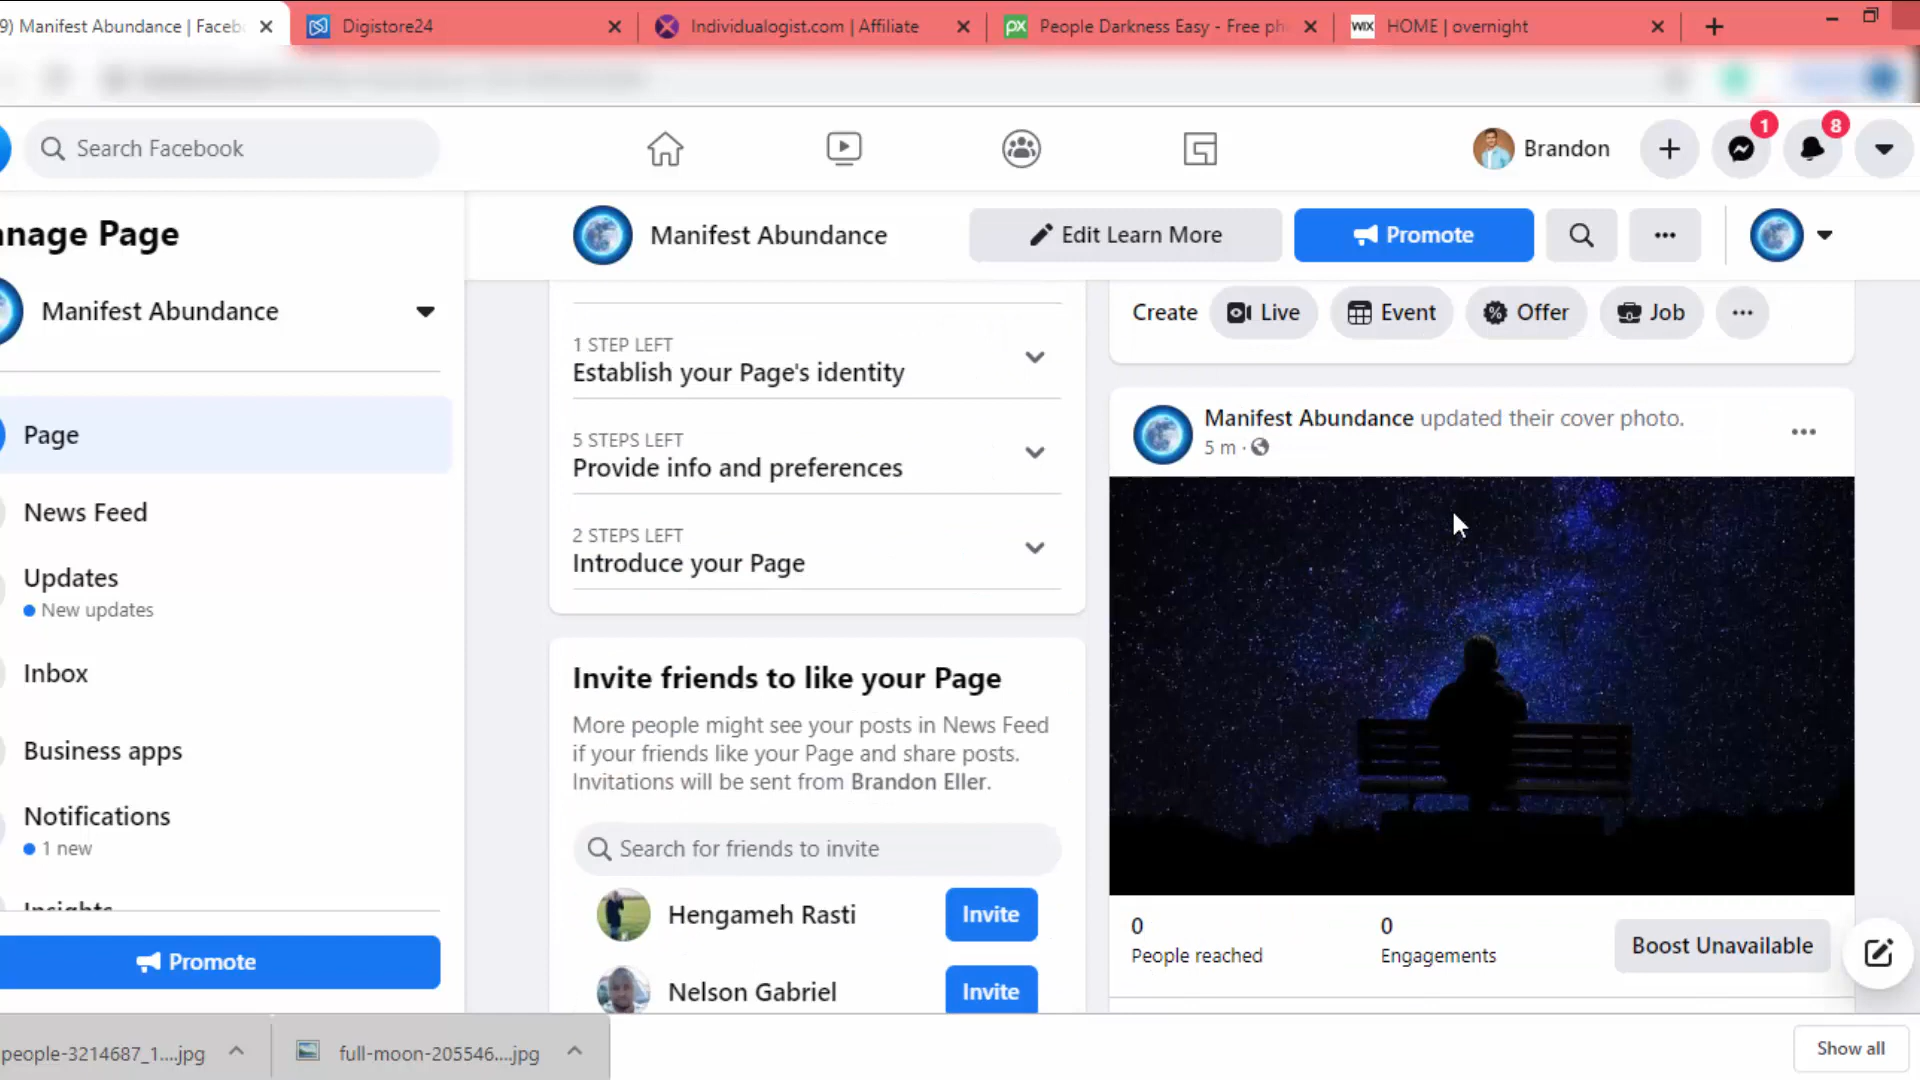 9) Manifest Abundance | Faceb
Digistore24
Individualogist.com | Affiliate
px People Darkness Easy - Free ph
WIX HOME | overnight
Search Facebook
Brandon
1
8
nage Page
Manifest Abundance
Edit Learn More
Promote
Manifest Abundance
Page
News Feed
Updates
New updates
Inbox
Business apps
Notifications
1 new
Insights
Promote
1 STEP LEFT
Establish your Page's identity
5 STEPS LEFT
Provide info and preferences
2 STEPS LEFT
Introduce your Page
Invite friends to like your Page
More people might see your posts in News Feed
if your friends like your Page and share posts.
Invitations will be sent from Brandon Eller.
Search for friends to invite
Hengameh Rasti Invite
Nelson Gabriel Invite
Create Live Event Offer Job
Manifest Abundance updated their cover photo.
5 m ·
0
People reached
0
Engagements
Boost Unavailable
people-3214687_1....jpg
full-moon-205546....jpg
Show all